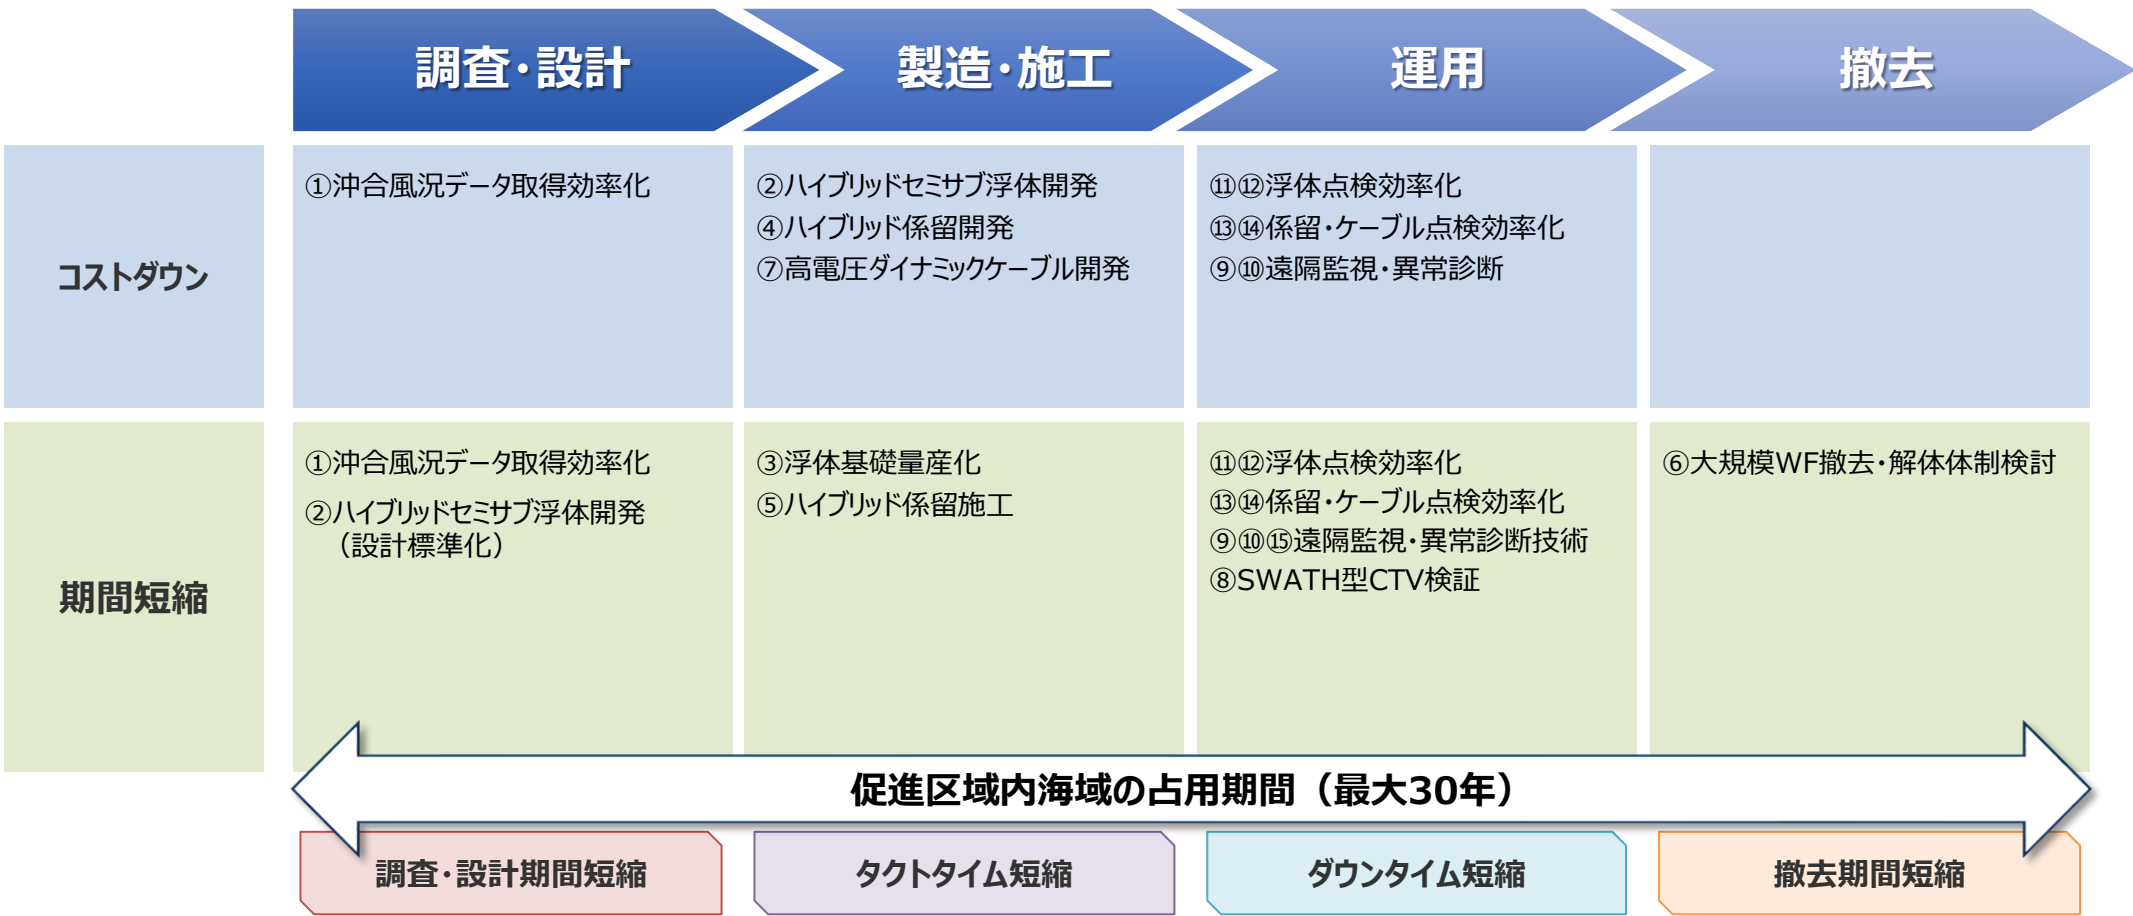 調査・設計
製造・施工
運用
撤去
コストダウン
①沖合風況データ取得効率化
②ハイブリッドセミサブ浮体開発
④ハイブリッド係留開発
⑦高電圧ダイナミックケーブル開発
⑪⑫浮体点検効率化
⑬⑭係留・ケーブル点検効率化
⑨⑩遠隔監視・異常診断
期間短縮
①沖合風況データ取得効率化
②ハイブリッドセミサブ浮体開発
（設計標準化）
③浮体基礎量産化
⑤ハイブリッド係留施工
⑪⑫浮体点検効率化
⑬⑭係留・ケーブル点検効率化
⑨⑩⑮遠隔監視・異常診断技術
⑧SWATH型CTV検証
⑥大規模WF撤去・解体体制検討
促進区域内海域の占用期間（最大30年）
調査・設計期間短縮
タクトタイム短縮
ダウンタイム短縮
撤去期間短縮